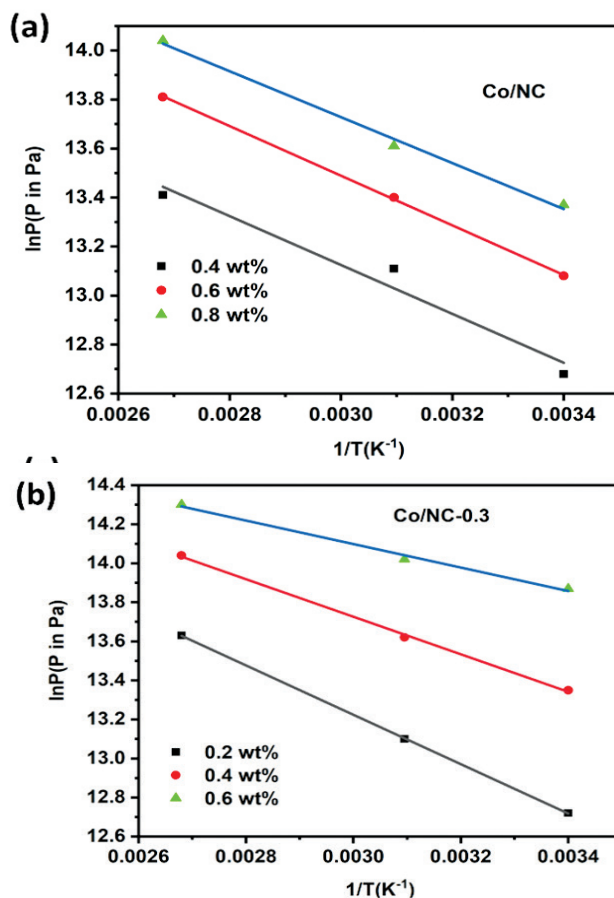 (a)
Co/NC
lnP(P in Pa)
14.0
13.6
13.2
12.8
12.6
13.0
13.4
13.8
0.4 wt%
0.6 wt%
0.8 wt%
0.0026 0.0028 0.0030 0.0032 0.0034
1/T(K⁻¹)
(b)
Co/NC-0.3
lnP(P in Pa)
14.4
14.2
14.0
13.8
13.6
13.4
13.2
13.0
12.8
12.6
0.2 wt%
0.4 wt%
0.6 wt%
0.0026 0.0028 0.0030 0.0032 0.0034
1/T(K⁻¹)